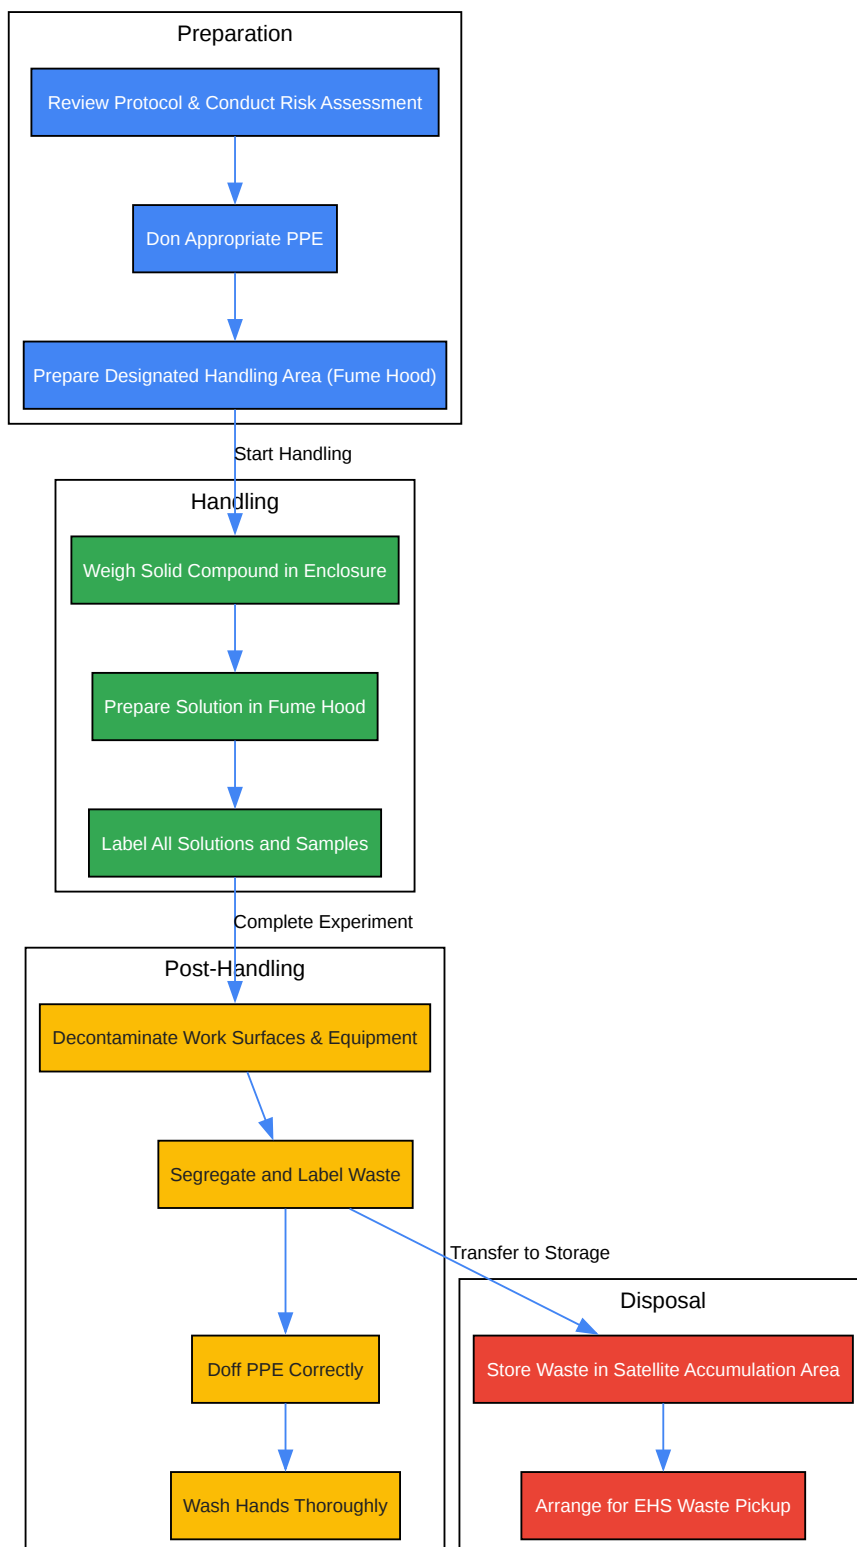 Preparation
Review Protocol & Conduct Risk Assessment
Don Appropriate PPE
Prepare Designated Handling Area (Fume Hood)
Start Handling
Handling
Weigh Solid Compound in Enclosure
Prepare Solution in Fume Hood
Label All Solutions and Samples
Complete Experiment
Post-Handling
Decontaminate Work Surfaces & Equipment
Segregate and Label Waste
Transfer to Storage
Disposal
Doff PPE Correctly
Store Waste in Satellite Accumulation Area
Wash Hands Thoroughly
Arrange for EHS Waste Pickup